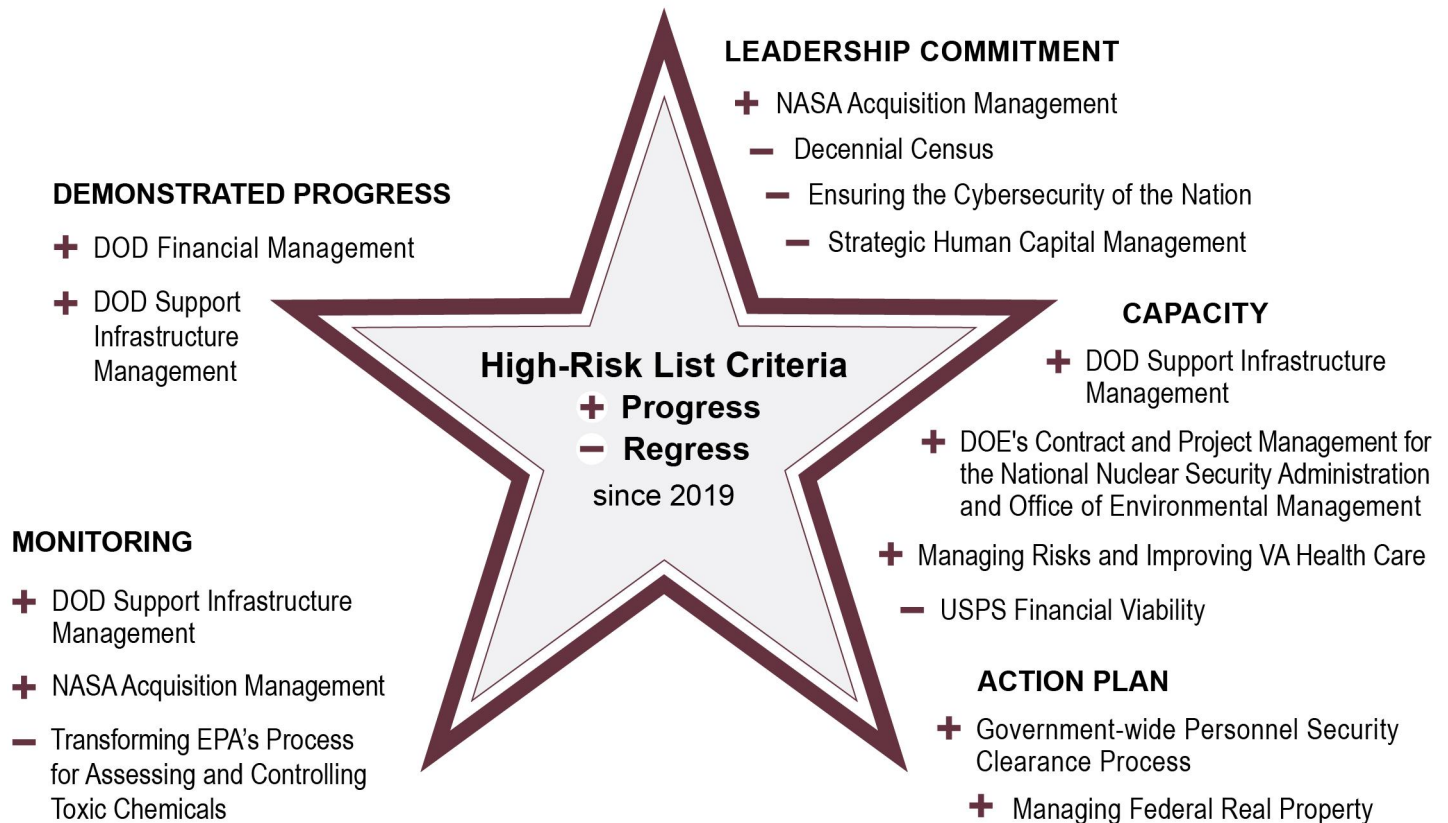 LEADERSHIP COMMITMENT
+ NASA Acquisition Management
− Decennial Census
− Ensuring the Cybersecurity of the Nation
− Strategic Human Capital Management
DEMONSTRATED PROGRESS
+ DOD Financial Management
+ DOD Support
Infrastructure
Management
High-Risk List Criteria
+ Progress
− Regress
since 2019
CAPACITY
+ DOD Support Infrastructure
Management
+ DOE's Contract and Project Management for
the National Nuclear Security Administration
and Office of Environmental Management
+ Managing Risks and Improving VA Health Care
− USPS Financial Viability
MONITORING
+ DOD Support Infrastructure
Management
+ NASA Acquisition Management
− Transforming EPA’s Process
for Assessing and Controlling
Toxic Chemicals
ACTION PLAN
+ Government-wide Personnel Security
Clearance Process
+ Managing Federal Real Property